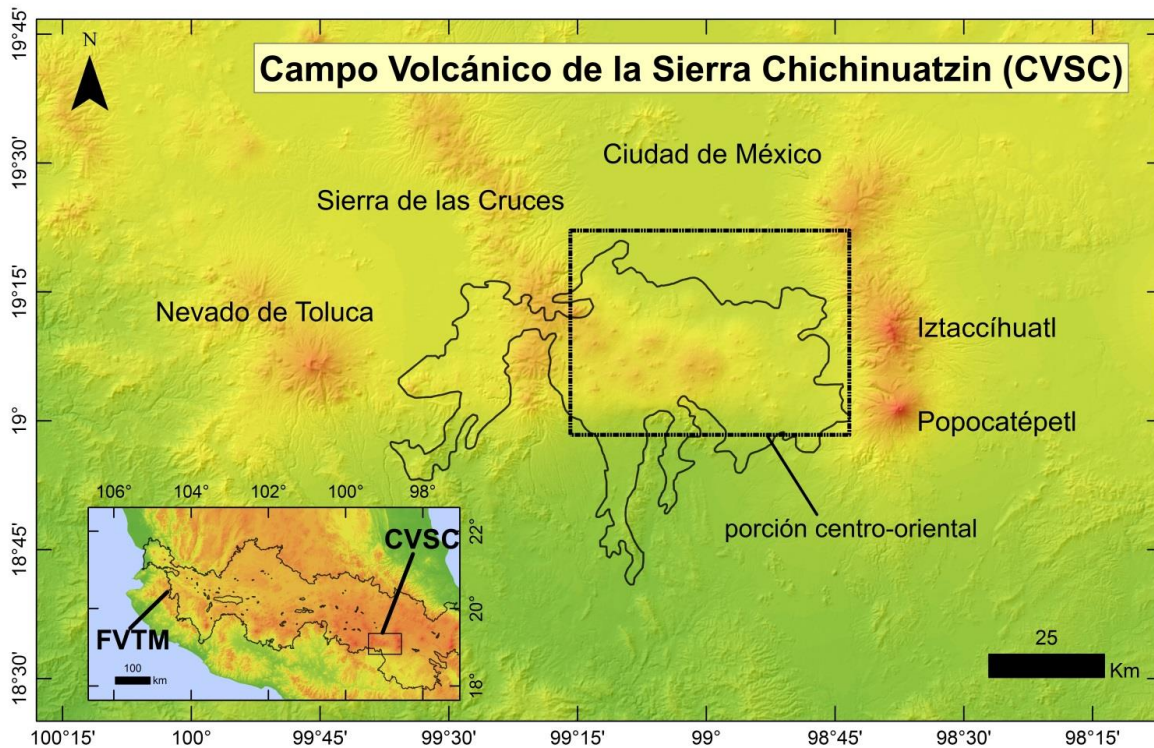 Campo Volcánico de la Sierra Chichinuatzin (CVSC)
N
19°45'
19°30'
19°15'
19°
18°45'
18°30'
Ciudad de México
Sierra de las Cruces
Nevado de Toluca
Iztaccíhuatl
Popocatépetl
porción centro-oriental
106° 104° 102° 100° 98°
22°
20°
18°
CVSC
FVTM
100
km
25
Km
100°15' 100° 99°45' 99°30' 99°15' 99° 98°45' 98°30' 98°15'